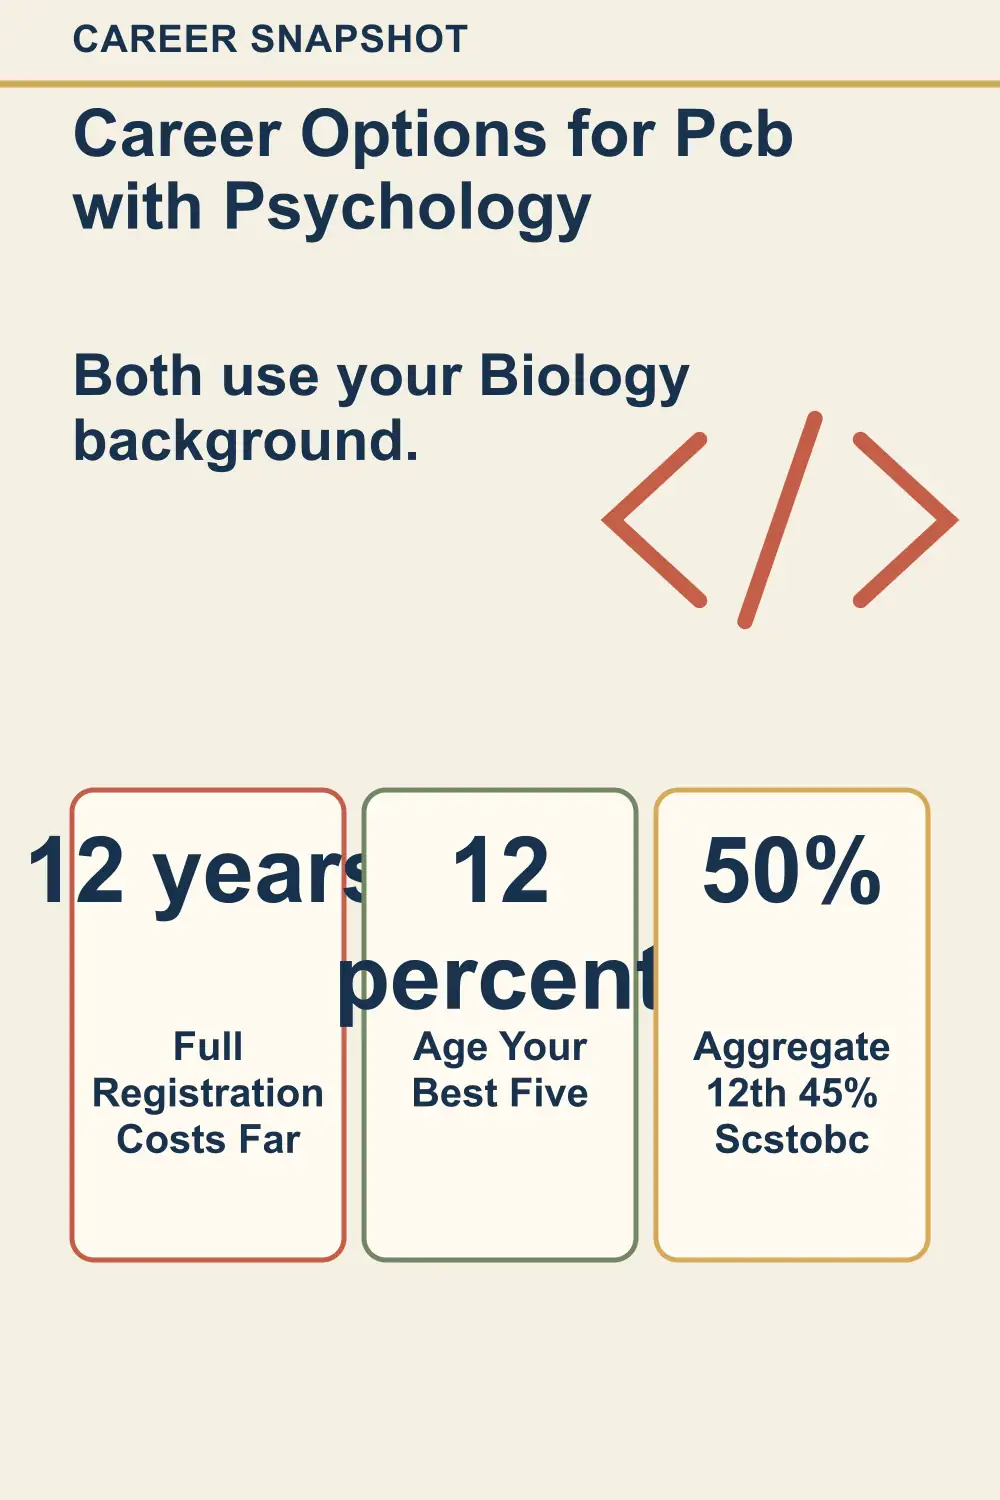 CAREER SNAPSHOT
Career Options for Pcb
with Psychology
Both use your Biology
background.
12 years
Full
Registration
Costs Far
12
percent
Age Your
Best Five
50%
Aggregate
12th 45%
Scstobc